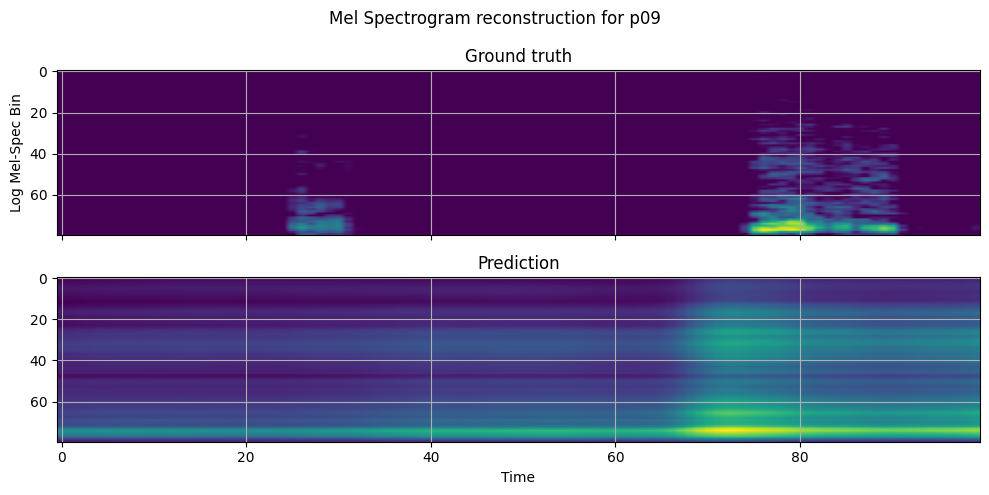 Mel Spectrogram reconstruction for p09
Ground truth
0
20
40
60
Log Mel-Spec Bin
Prediction
0
20
40
60
0 20 40 60 80
Time